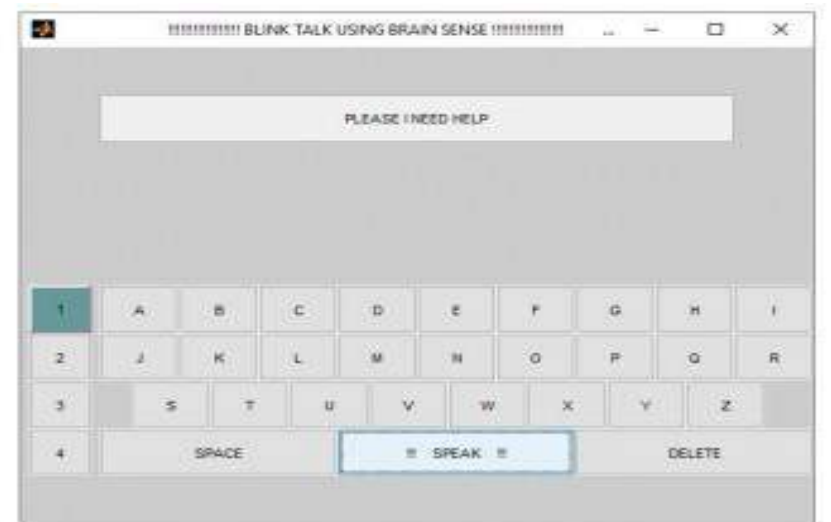 !!!!!!!!!!!!! BLINK TALK USING BRAIN SENSE !!!!!!!!!!!!!
PLEASE I NEED HELP
1 A B C D E F G H I
2 J K L M N O P Q R
3 S T U V W X Y Z
4 SPACE !! SPEAK !! DELETE